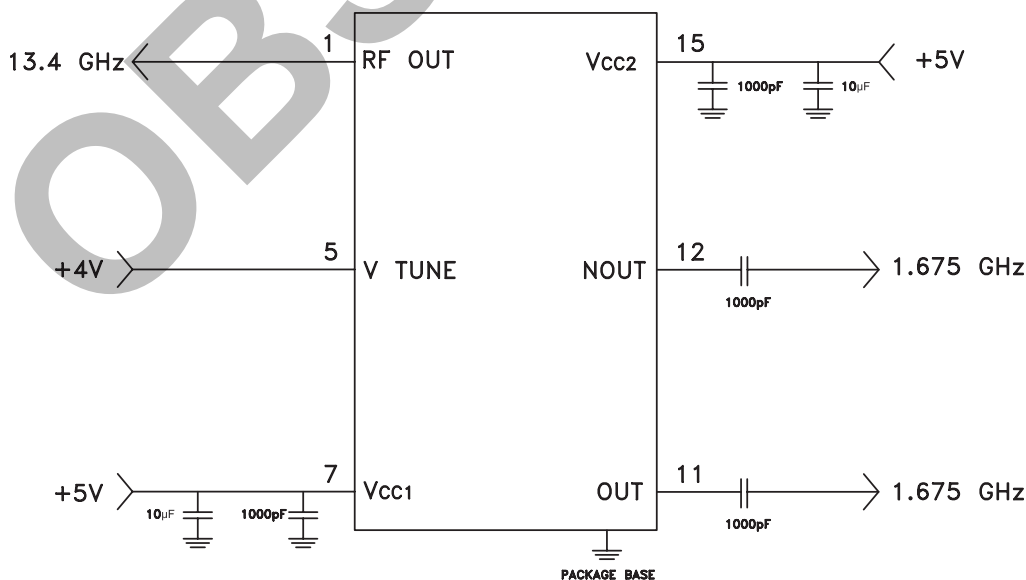 13.4 GHz
1
RF OUT
VCC2
15
+5V
1000pF
10µF
+4V
5
V TUNE
NOUT
12
1.675 GHz
1000pF
+5V
7
VCC1
OUT
11
1.675 GHz
10µF
1000pF
1000pF
PACKAGE BASE
OBS